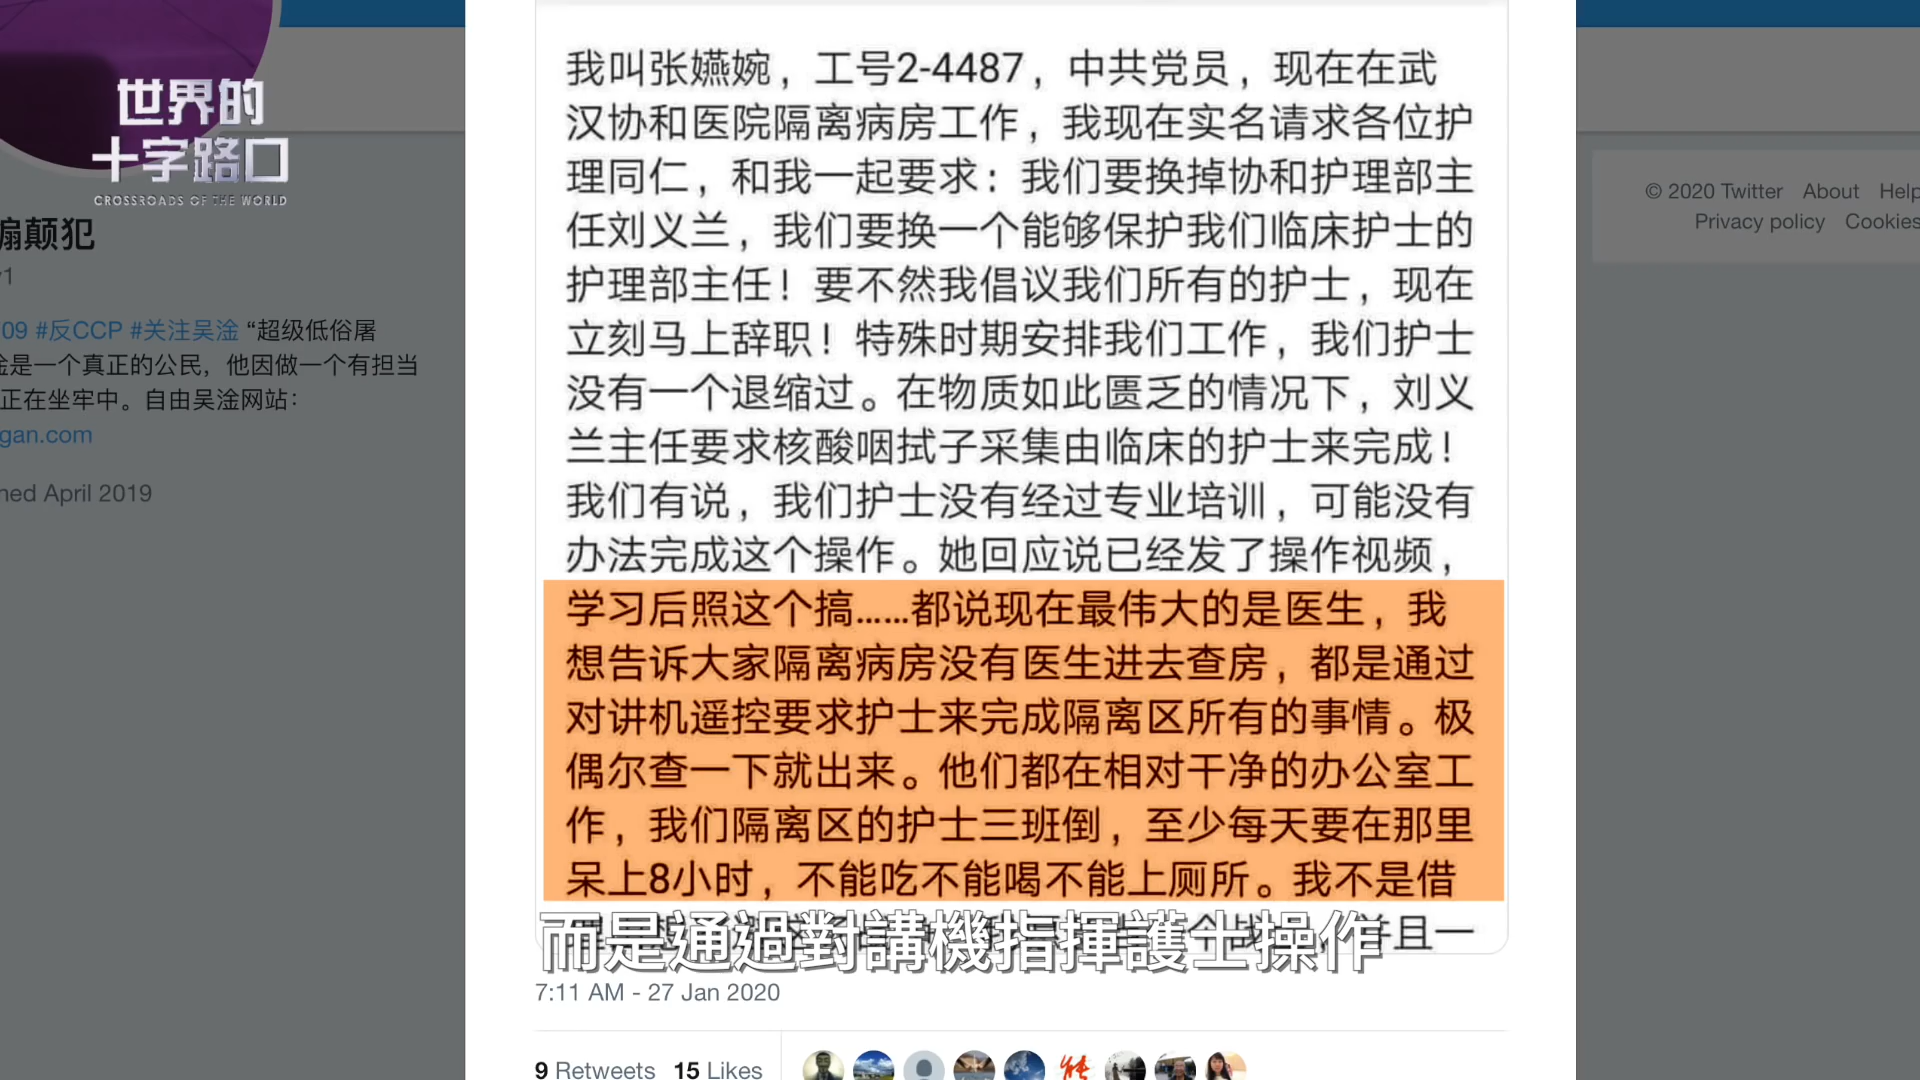 世界的
十字路口
CROSSROADS OF THE WORLD
颠犯
09 #反CCP #关注吴淦 “超级低俗屠
淦是一个真正的公民，他因做一个有担当
正在坐牢中。自由吴淦网站：
gan.com
ned April 2019
我叫张嬿婉，工号2-4487，中共党员，现在在武
汉协和医院隔离病房工作，我现在实名请求各位护
理同仁，和我一起要求：我们要换掉协和护理部主
任刘义兰，我们要换一个能够保护我们临床护士的
护理部主任！要不然我倡议我们所有的护士，现在
立刻马上辞职！特殊时期安排我们工作，我们护士
没有一个退缩过。在物质如此匮乏的情况下，刘义
兰主任要求核酸咽拭子采集由临床的护士来完成！
我们有说，我们护士没有经过专业培训，可能没有
办法完成这个操作。她回应说已经发了操作视频，
学习后照这个搞……都说现在最伟大的是医生，我
想告诉大家隔离病房没有医生进去查房，都是通过
对讲机遥控要求护士来完成隔离区所有的事情。极
偶尔查一下就出来。他们都在相对干净的办公室工
作，我们隔离区的护士三班倒，至少每天要在那里
呆上8小时，不能吃不能喝不能上厕所。我不是借
并且一
而是通過對講機指揮護士操作
7:11 AM - 27 Jan 2020
9 Retweets 15 Likes
© 2020 Twitter About Help
Privacy policy Cookies